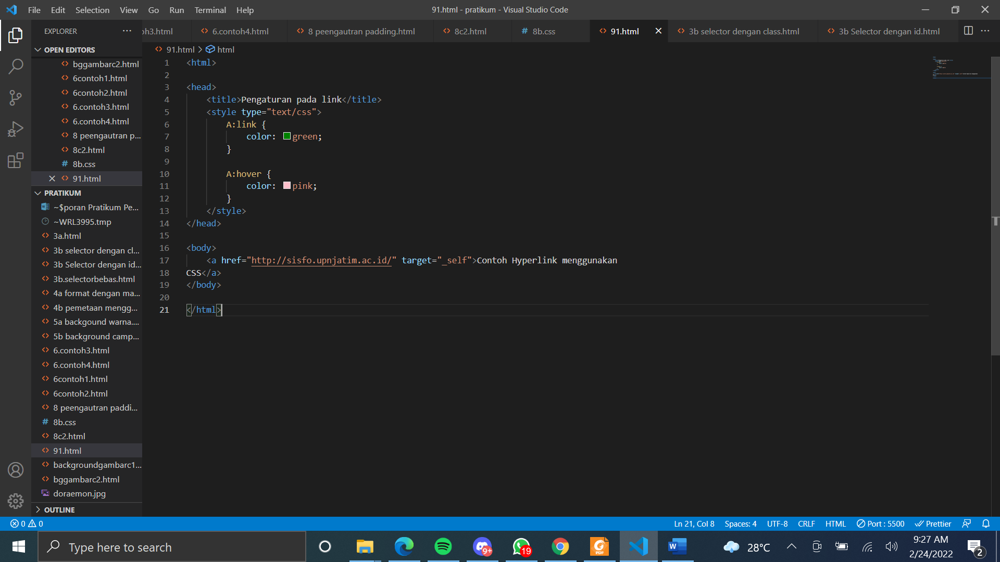 File Edit Selection View Go Run Terminal Help
91.html - pratikum - Visual Studio Code
EXPLORER
oh3.html
6.contoh4.html
8 peengautran padding.html
8c2.html
8b.css
91.html
3b selector dengan class.html
3b Selector dengan id.html
91.html > html
OPEN EDITORS
bggambarc2.html
6contoh1.html
6contoh2.html
6.contoh3.html
6.contoh4.html
8 peengautran p...
8c2.html
8b.css
91.html
PRATIKUM
~$poran Pratikum Pe...
~WRL3995.tmp
3a.html
3b selector dengan cl...
3b Selector dengan id...
3b.selectorbebas.html
4a format dengan ma...
4b pemetaan mengg...
5a backgound warna....
5b background camp...
6.contoh3.html
6.contoh4.html
6contoh1.html
6contoh2.html
8 peengautran paddi...
8b.css
8c2.html
91.html
backgroundgambarc1...
bggambarc2.html
doraemon.jpg
OUTLINE
1 <html>
2
3 <head>
4 <title>Pengaturan pada link</title>
5 <style type="text/css">
6 A:link {
7 color: green;
8 }
9
10 A:hover {
11 color: pink;
12 }
13 </style>
14 </head>
15
16 <body>
17 <a href="http://sisfo.upnjatim.ac.id/" target="_self">Contoh Hyperlink menggunakan
18 CSS</a>
19 </body>
20
21 </html>
0 0
Ln 21, Col 8 Spaces: 4 UTF-8 CRLF HTML Port : 5500 Prettier
Type here to search
9+
19
PDF
W
28°C
9:27 AM
2/24/2022
2